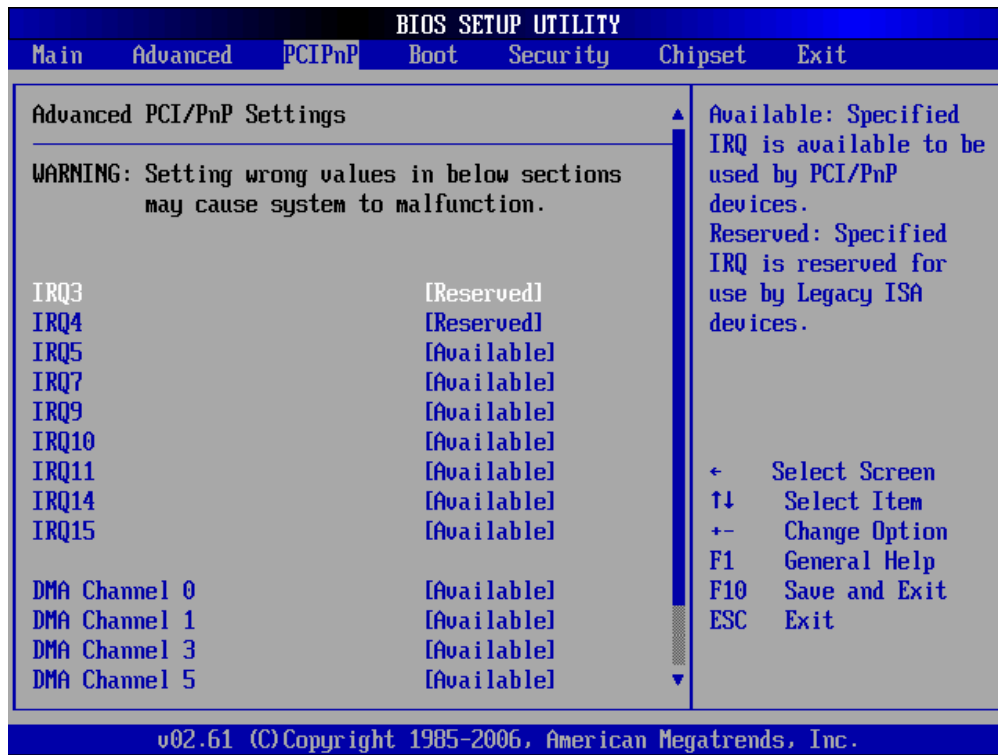 BIOS SETUP UTILITY
Main Advanced PCIPnP Boot Security Chipset Exit
Advanced PCI/PnP Settings
WARNING: Setting wrong values in below sections
may cause system to malfunction.
IRQ3 [Reserved]
IRQ4 [Reserved]
IRQ5 [Available]
IRQ7 [Available]
IRQ9 [Available]
IRQ10 [Available]
IRQ11 [Available]
IRQ14 [Available]
IRQ15 [Available]
DMA Channel 0 [Available]
DMA Channel 1 [Available]
DMA Channel 3 [Available]
DMA Channel 5 [Available]
Available: Specified
IRQ is available to be
used by PCI/PnP
devices.
Reserved: Specified
IRQ is reserved for
use by Legacy ISA
devices.
← Select Screen
↑↓ Select Item
+- Change Option
F1 General Help
F10 Save and Exit
ESC Exit
v02.61 (C)Copyright 1985-2006, American Megatrends, Inc.